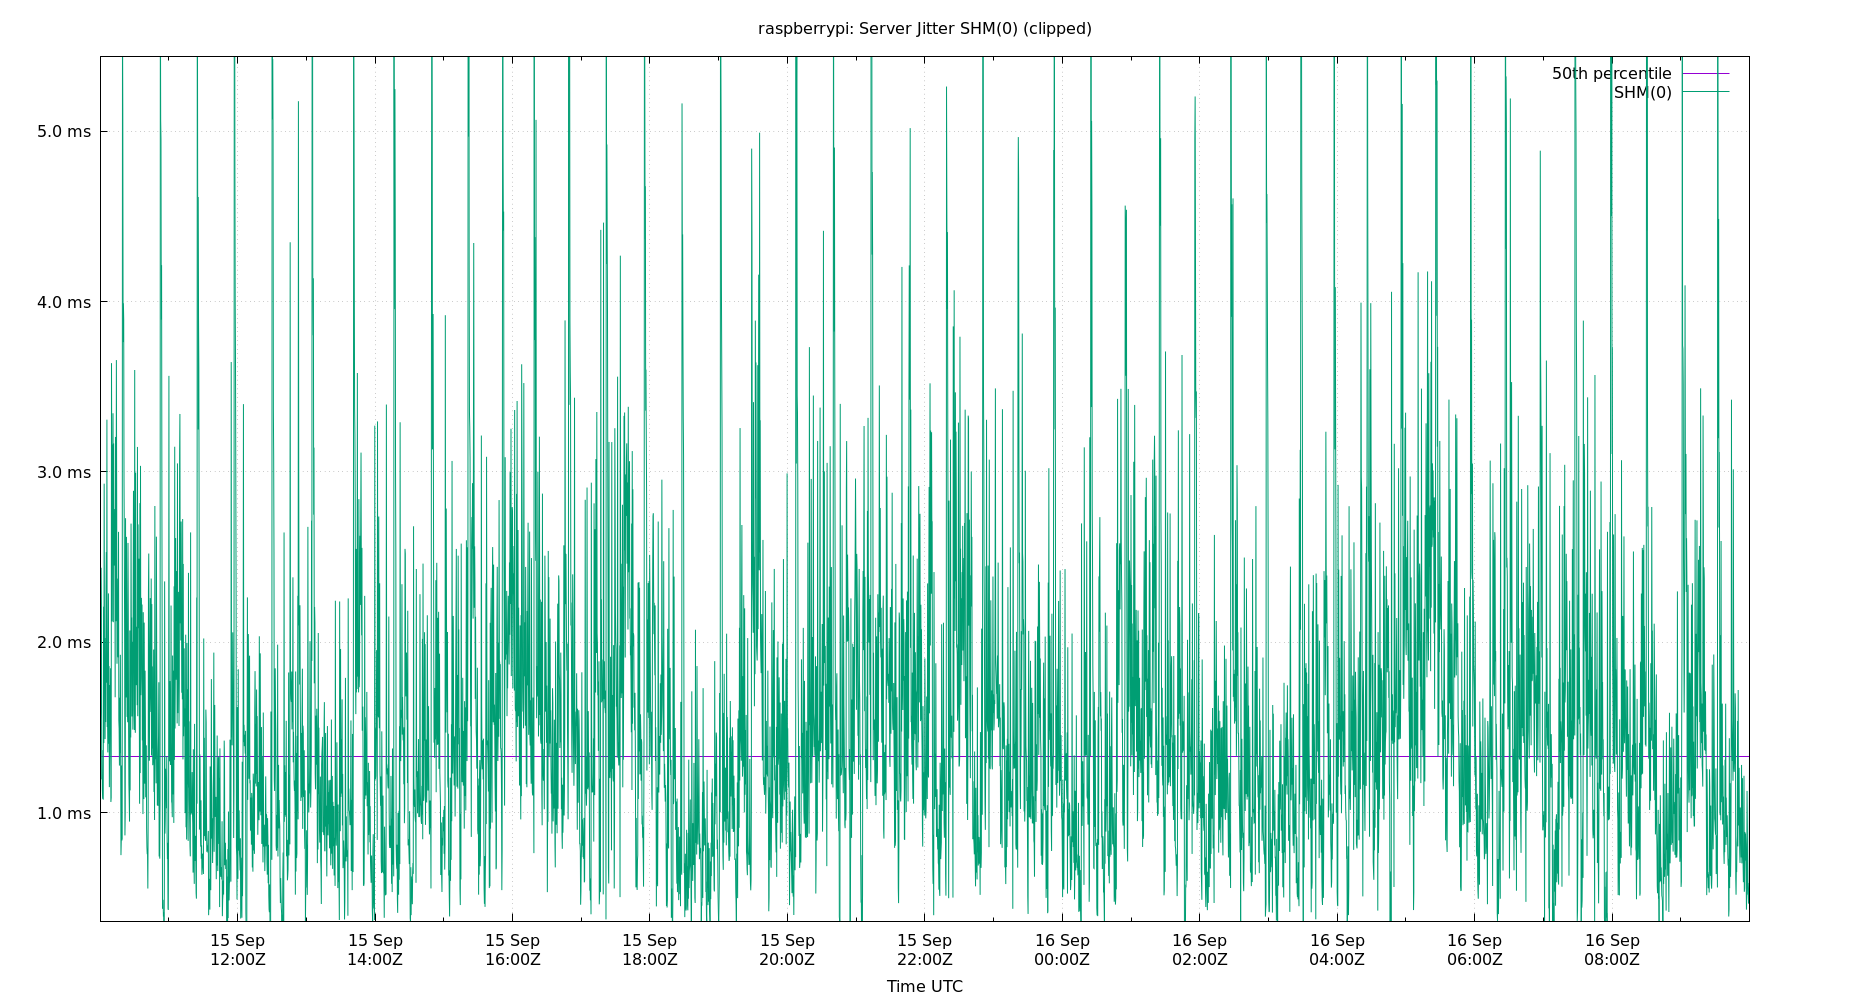 raspberrypi: Server Jitter SHM(0) (clipped)
50th percentile
SHM(0)
5.0 ms
4.0 ms
3.0 ms
2.0 ms
1.0 ms
15 Sep 15 Sep 15 Sep 15 Sep 15 Sep 15 Sep 16 Sep 16 Sep 16 Sep 16 Sep 16 Sep
12:00Z 14:00Z 16:00Z 18:00Z 20:00Z 22:00Z 00:00Z 02:00Z 04:00Z 06:00Z 08:00Z
Time UTC